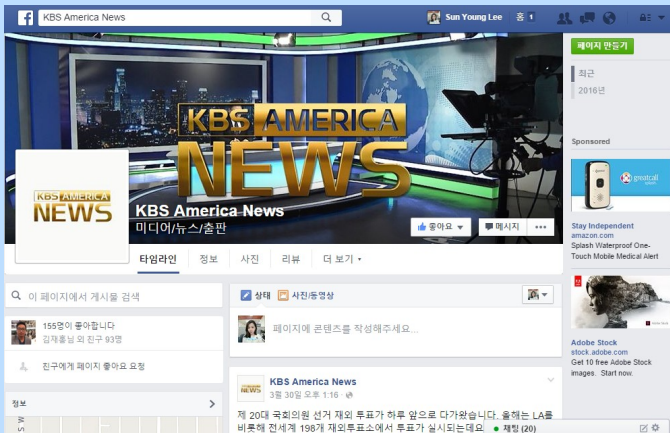 KBS America News
Sun Young Lee
홈 1
페이지 만들기
최근
2016년
KBS AMERICA
NEWS
KBS AMERICA
NEWS
KBS America News
미디어/뉴스/출판
좋아요
메시지
타임라인
정보
사진
리뷰
더 보기
Sponsored
greatcall
Stay Independent
amazon.com
Splash Waterproof One-
Touch Mobile Medical Alert
이 페이지에서 게시물 검색
155명이 좋아합니다
김재홍님 외 친구 93명
친구에게 페이지 좋아요 요청
정보
상태
사진/동영상
페이지에 콘텐츠를 작성해주세요...
Adobe Stock
stock.adobe.com
Get 10 free Adobe Stock
images. Start now.
NEWS
KBS America News
3월 30일 오후 1:16
제 20대 국회의원 선거 재외 투표가 하루 앞으로 다가왔습니다. 올해는 LA를
비롯해 전세계 198개 재외투표소에서 투표가 실시되는데요
채팅 (20)